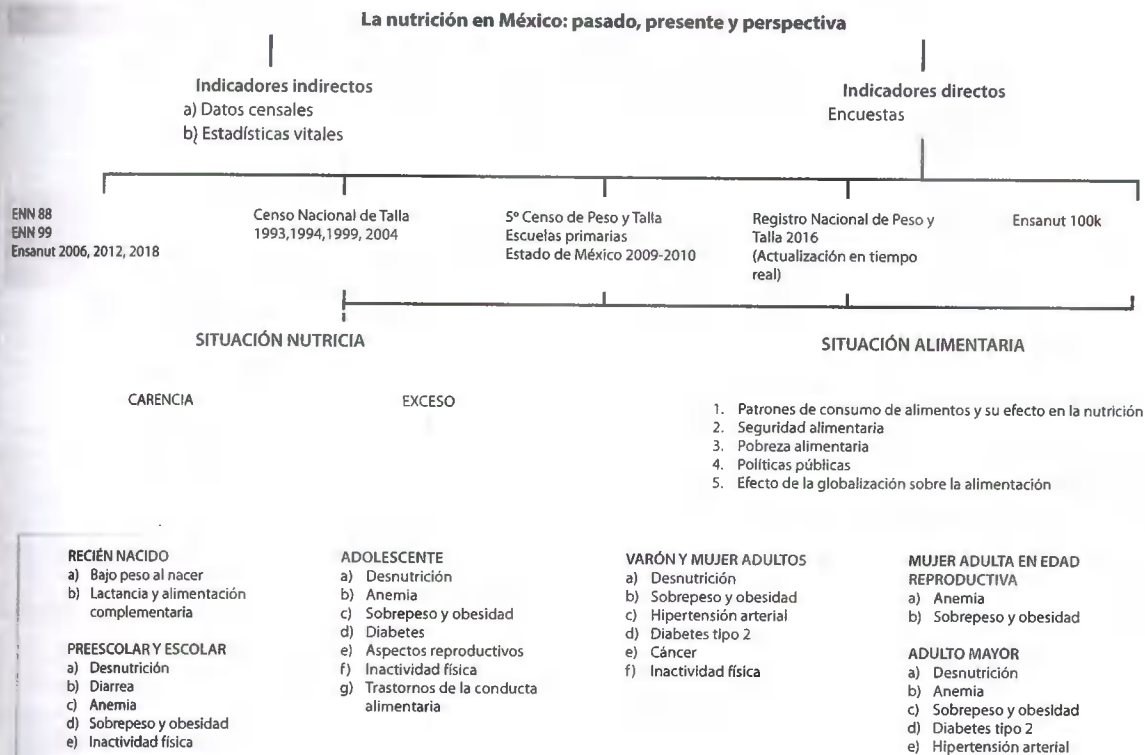 La nutrición en México: pasado, presente y perspectiva
Indicadores indirectos
a) Datos censales
b) Estadísticas vitales
Indicadores directos
Encuestas
ENN 88
ENN 99
Ensanut 2006, 2012, 2018
Censo Nacional de Talla
1993,1994,1999, 2004
5º Censo de Peso y Talla
Escuelas primarias
Estado de México 2009-2010
Registro Nacional de Peso y
Talla 2016
(Actualización en tiempo
real)
Ensanut 100k
SITUACIÓN NUTRICIA
SITUACIÓN ALIMENTARIA
CARENCIA
EXCESO
1. Patrones de consumo de alimentos y su efecto en la nutrición
2. Seguridad alimentaria
3. Pobreza alimentaria
4. Políticas públicas
5. Efecto de la globalización sobre la alimentación
RECIÉN NACIDO
a) Bajo peso al nacer
b) Lactancia y alimentación
complementaria
PREESCOLAR Y ESCOLAR
a) Desnutrición
b) Diarrea
c) Anemia
d) Sobrepeso y obesidad
e) Inactividad física
ADOLESCENTE
a) Desnutrición
b) Anemia
c) Sobrepeso y obesidad
d) Diabetes
e) Aspectos reproductivos
f) Inactividad física
g) Trastornos de la conducta
alimentaria
VARÓN Y MUJER ADULTOS
a) Desnutrición
b) Sobrepeso y obesidad
c) Hipertensión arterial
d) Diabetes tipo 2
e) Cáncer
f) Inactividad física
MUJER ADULTA EN EDAD
REPRODUCTIVA
a) Anemia
b) Sobrepeso y obesidad
ADULTO MAYOR
a) Desnutrición
b) Anemia
c) Sobrepeso y obesidad
d) Diabetes tipo 2
e) Hipertensión arterial